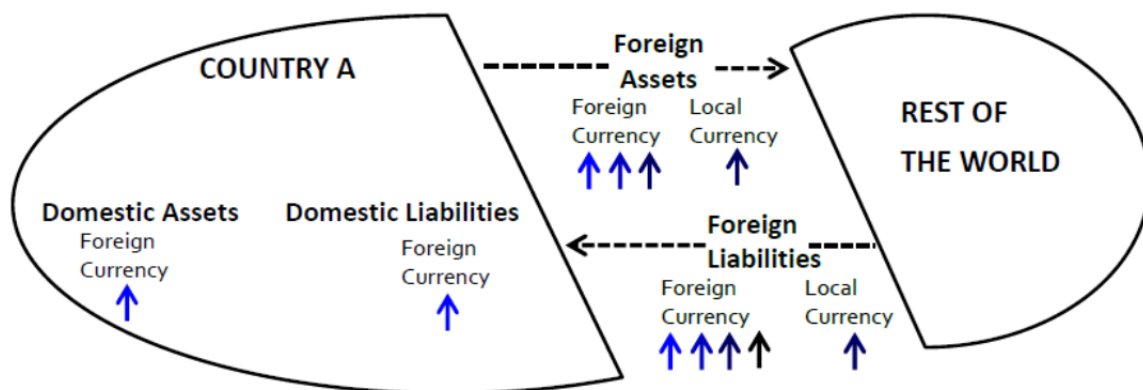 COUNTRY A
Foreign
Assets
Foreign
Currency
Local
Currency
REST OF
THE WORLD
Domestic Assets
Foreign
Currency
Domestic Liabilities
Foreign
Currency
Foreign
Liabilities
Foreign
Currency
Local
Currency